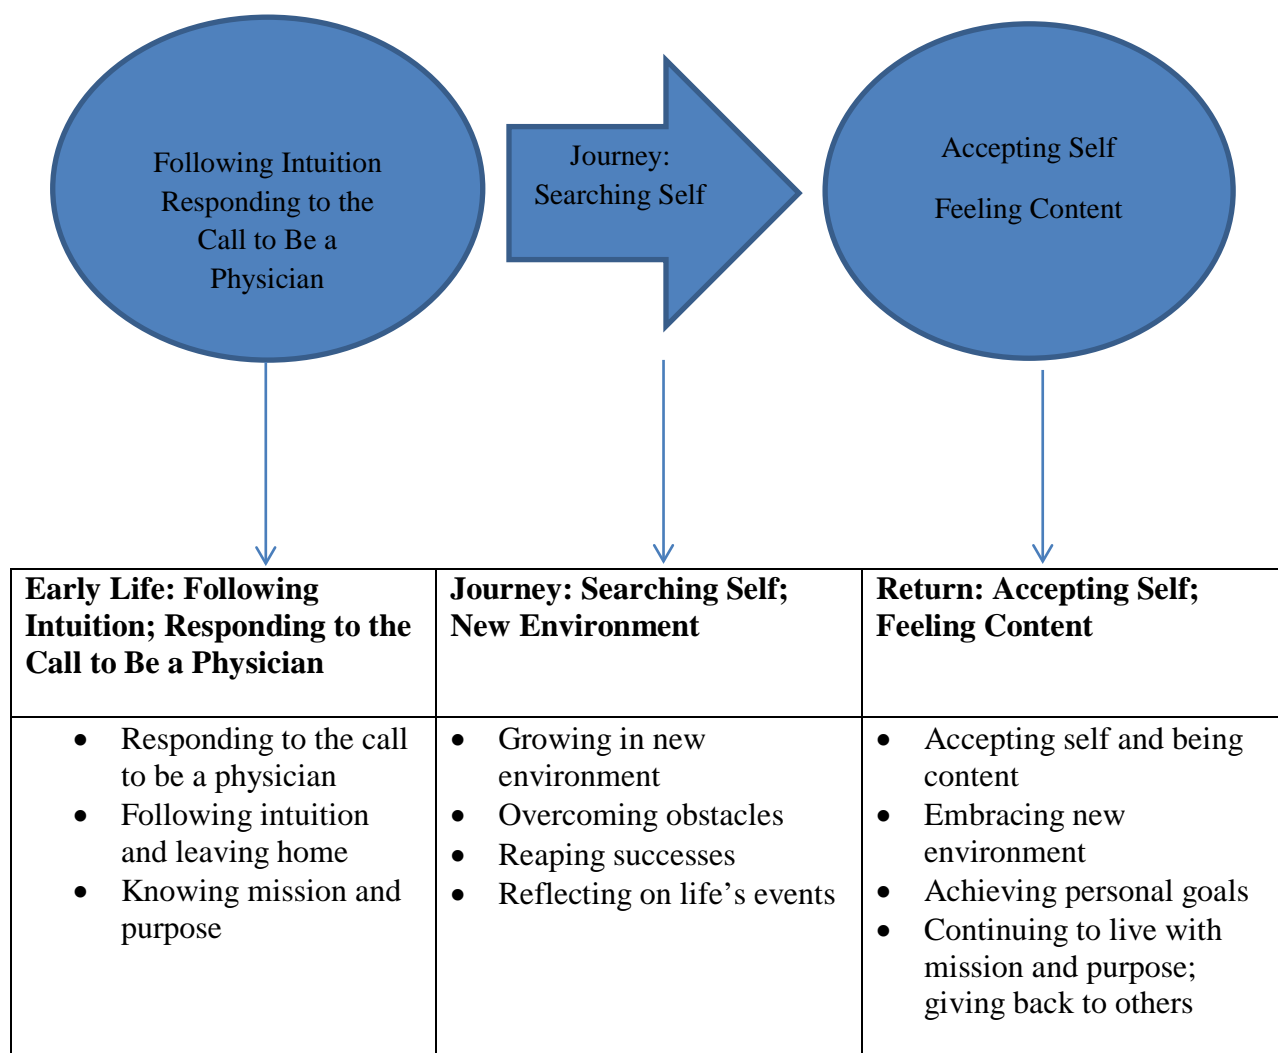 Following Intuition
Responding to the
Call to Be a
Physician
Journey:
Searching Self
Accepting Self
Feeling Content
Early Life: Following
Intuition; Responding to the
Call to Be a Physician
Journey: Searching Self;
New Environment
Return: Accepting Self;
Feeling Content
• Responding to the call
to be a physician
• Following intuition
and leaving home
• Knowing mission and
purpose
• Growing in new
environment
• Overcoming obstacles
• Reaping successes
• Reflecting on life’s events
• Accepting self and being
content
• Embracing new
environment
• Achieving personal goals
• Continuing to live with
mission and purpose;
giving back to others